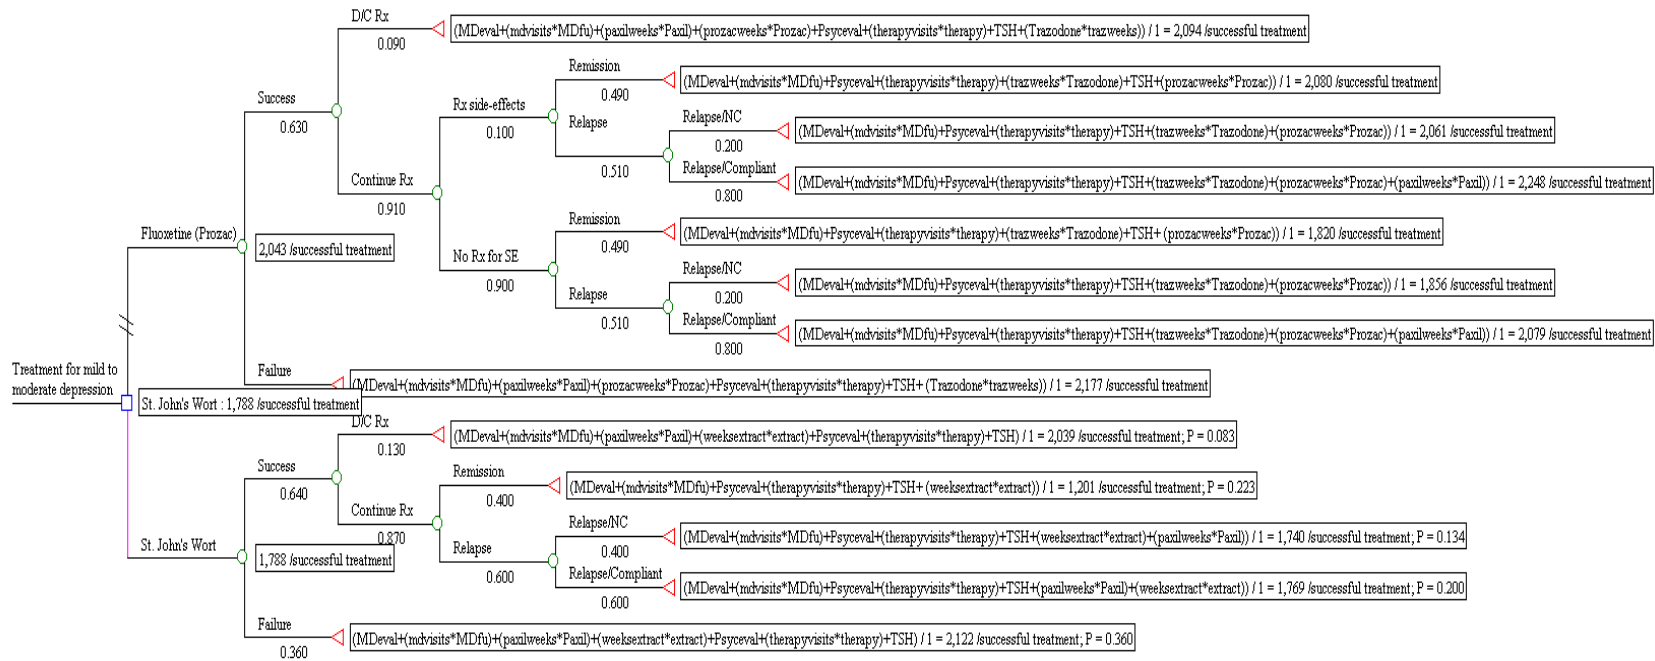 D/C Rx
0.090
(MDeval+(mdvisits*MDfu)+(paxilweeks*Paxil)+(prozacweeks*Prozac)+Psyceval+(therapyvisits*therapy)+TSH+(Trazodone*trazweeks)) / 1 = 2,094 /successful treatment
Success
0.630
Remission
0.490
(MDeval+(mdvisits*MDfu)+Psyceval+(therapyvisits*therapy)+(trazweeks*Trazodone)+TSH+(prozacweeks*Prozac)) / 1 = 2,080 /successful treatment
Rx side-effects
0.100
Relapse
0.510
Relapse/NC
0.200
(MDeval+(mdvisits*MDfu)+Psyceval+(therapyvisits*therapy)+TSH+(trazweeks*Trazodone)+(prozacweeks*Prozac)) / 1 = 2,061 /successful treatment
Relapse/Compliant
0.800
(MDeval+(mdvisits*MDfu)+Psyceval+(therapyvisits*therapy)+TSH+(trazweeks*Trazodone)+(prozacweeks*Prozac)+(paxilweeks*Paxil)) / 1 = 2,248 /successful treatment
Continue Rx
0.910
Remission
0.490
(MDeval+(mdvisits*MDfu)+Psyceval+(therapyvisits*therapy)+(trazweeks*Trazodone)+TSH+ (prozacweeks*Prozac)) / 1 = 1,820 /successful treatment
Fluoxetine (Prozac)
2,043 /successful treatment
No Rx for SE
0.900
Relapse
0.510
Relapse/NC
0.200
(MDeval+(mdvisits*MDfu)+Psyceval+(therapyvisits*therapy)+TSH+(trazweeks*Trazodone)+(prozacweeks*Prozac)) / 1 = 1,856 /successful treatment
Relapse/Compliant
0.800
(MDeval+(mdvisits*MDfu)+Psyceval+(therapyvisits*therapy)+TSH+(trazweeks*Trazodone)+(prozacweeks*Prozac)+(paxilweeks*Paxil)) / 1 = 2,079 /successful treatment
Failure
(MDeval+(mdvisits*MDfu)+(paxilweeks*Paxil)+(prozacweeks*Prozac)+Psyceval+(therapyvisits*therapy)+TSH+ (Trazodone*trazweeks)) / 1 = 2,177 /successful treatment
Treatment for mild to
moderate depression
St. John's Wort : 1,788 /successful treatment
D/C Rx
0.130
(MDeval+(mdvisits*MDfu)+(paxilweeks*Paxil)+(weeksextract*extract)+Psyceval+(therapyvisits*therapy)+TSH) / 1 = 2,039 /successful treatment; P = 0.083
Success
0.640
Remission
0.400
(MDeval+(mdvisits*MDfu)+Psyceval+(therapyvisits*therapy)+TSH+ (weeksextract*extract)) / 1 = 1,201 /successful treatment; P = 0.223
Continue Rx
0.870
Relapse
0.600
Relapse/NC
0.400
(MDeval+(mdvisits*MDfu)+Psyceval+(therapyvisits*therapy)+TSH+(weeksextract*extract)+(paxilweeks*Paxil)) / 1 = 1,740 /successful treatment; P = 0.134
Relapse/Compliant
0.600
(MDeval+(mdvisits*MDfu)+Psyceval+(therapyvisits*therapy)+TSH+(paxilweeks*Paxil)+(weeksextract*extract)) / 1 = 1,769 /successful treatment; P = 0.200
St. John's Wort
1,788 /successful treatment
Failure
0.360
(MDeval+(mdvisits*MDfu)+(paxilweeks*Paxil)+(weeksextract*extract)+Psyceval+(therapyvisits*therapy)+TSH) / 1 = 2,122 /successful treatment; P = 0.360